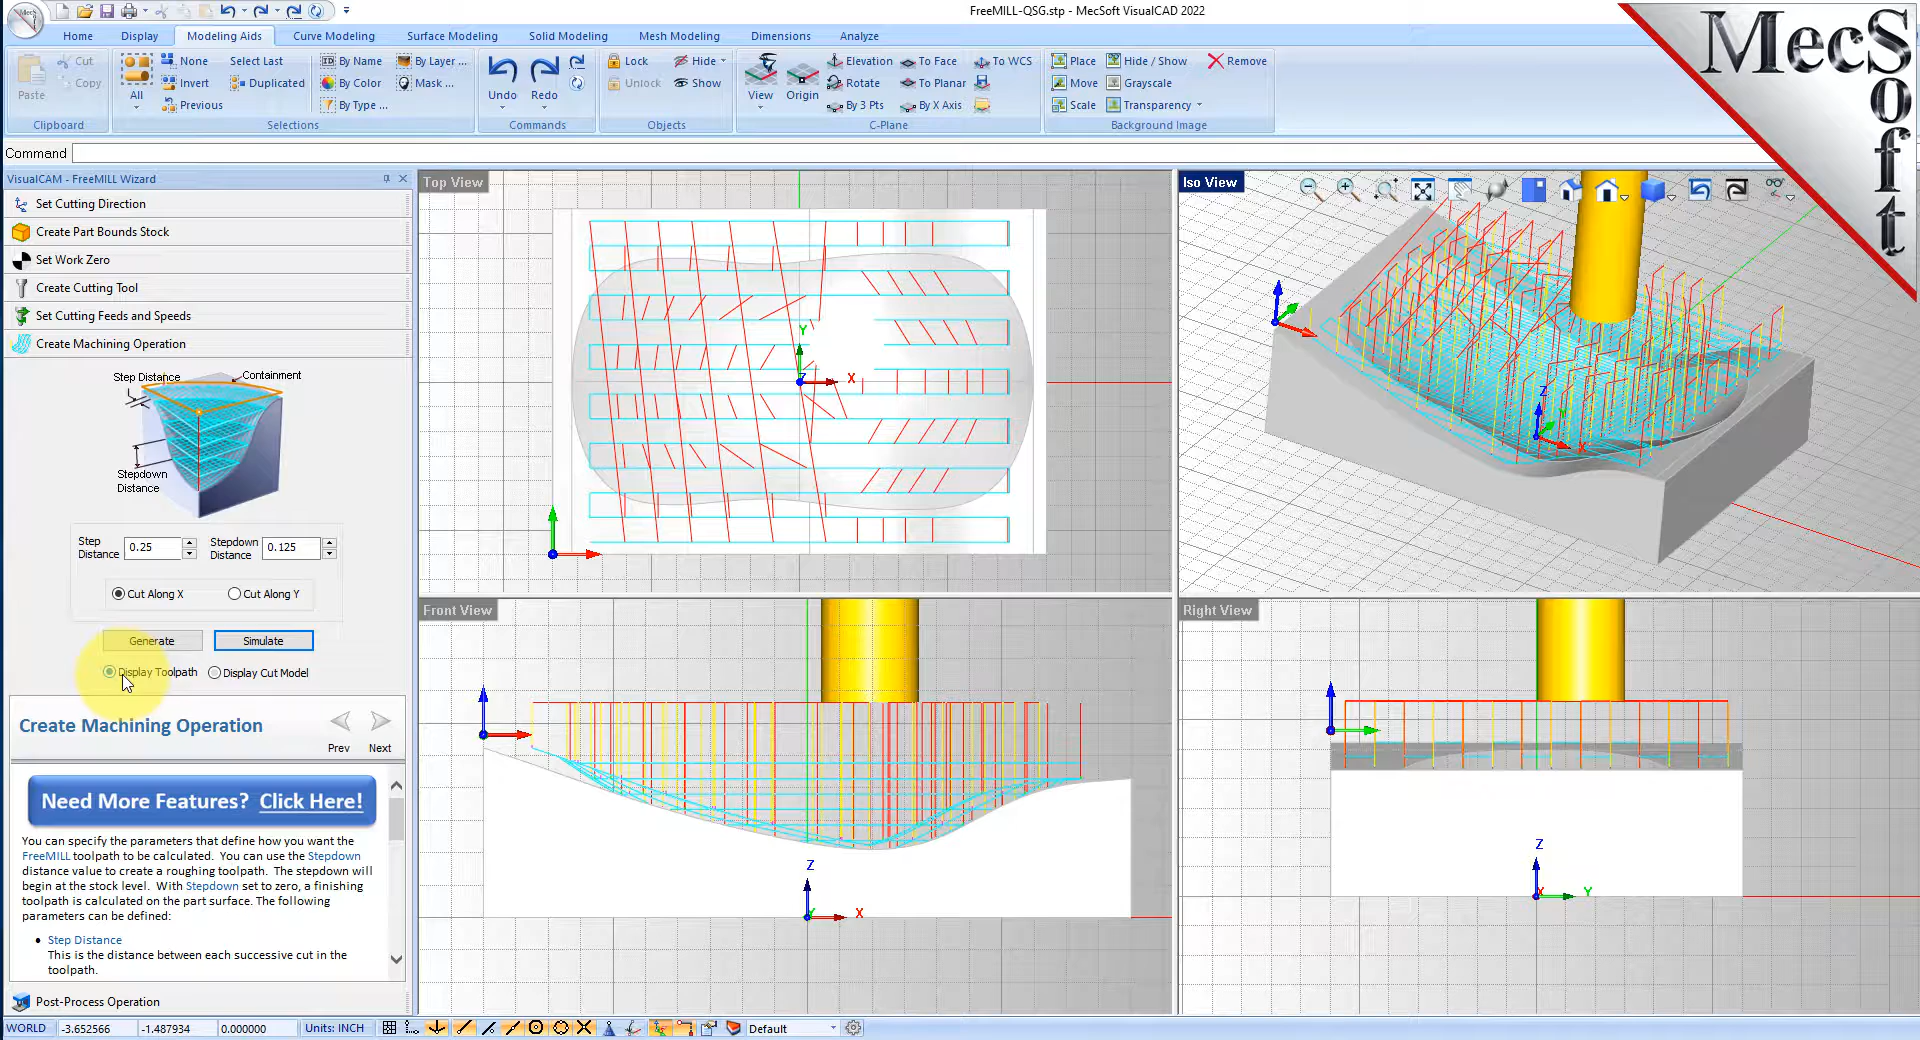 FreeMILL-QSG.stp - MecSoft VisualCAD 2022
Home Display Modeling Aids Curve Modeling Surface Modeling Solid Modeling Mesh Modeling Dimensions Analyze
MecSoft
Paste
Cut
Copy
Clipboard
All
None
Invert
Previous
Select Last
Duplicated
By Name
By Color
By Type ...
By Layer ...
Mask ...
Selections
Undo
Redo
Commands
Lock
Unlock
Hide
Show
Objects
View
Origin
Elevation
Rotate
By 3 Pts
To Face
To Planar
By X Axis
To WCS
C-Plane
Place
Move
Scale
Hide / Show
Grayscale
Transparency
Remove
Background Image
Command
VisualCAM - FreeMILL Wizard
Set Cutting Direction
Create Part Bounds Stock
Set Work Zero
Create Cutting Tool
Set Cutting Feeds and Speeds
Create Machining Operation
Step Distance
Containment
Stepdown
Distance
Step
Distance
0.25
Stepdown
Distance
0.125
Cut Along X
Cut Along Y
Generate
Simulate
Display Toolpath
Display Cut Model
Create Machining Operation
Prev
Next
Need More Features? Click Here!
You can specify the parameters that define how you want the
FreeMILL toolpath to be calculated. You can use the Stepdown
distance value to create a roughing toolpath. The stepdown will
begin at the stock level. With Stepdown set to zero, a finishing
toolpath is calculated on the part surface. The following
parameters can be defined:
• Step Distance
This is the distance between each successive cut in the
toolpath.
Post-Process Operation
Top View
Y
Z
X
Iso View
Z
Y
X
Front View
Z
Y
X
Right View
Z
X
Y
WORLD -3.652566 -1.487934 0.000000 Units: INCH Default